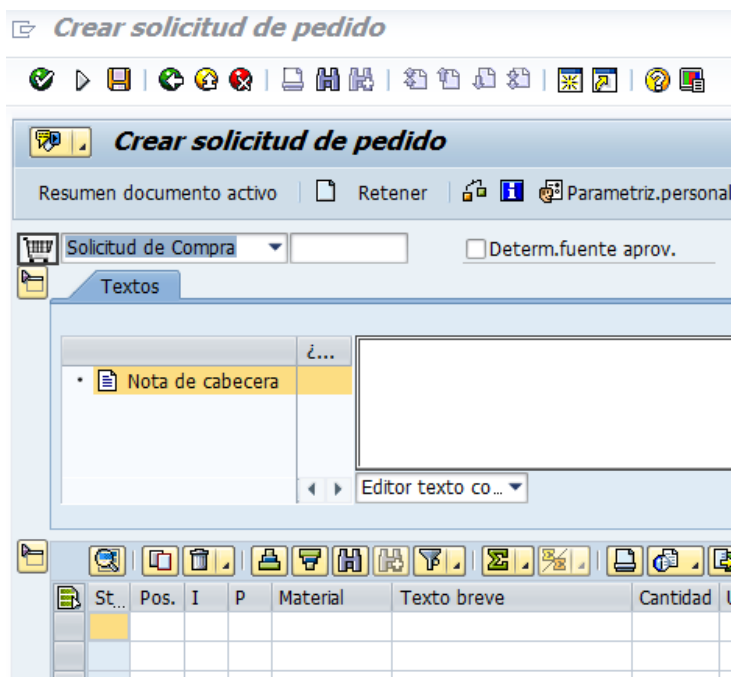 Crear solicitud de pedido
Crear solicitud de pedido
Resumen documento activo Retener Parametriz.personal
Solicitud de Compra Determ.fuente aprov.
Textos
¿...
Nota de cabecera
Editor texto co...
St... Pos. I P Material Texto breve Cantidad